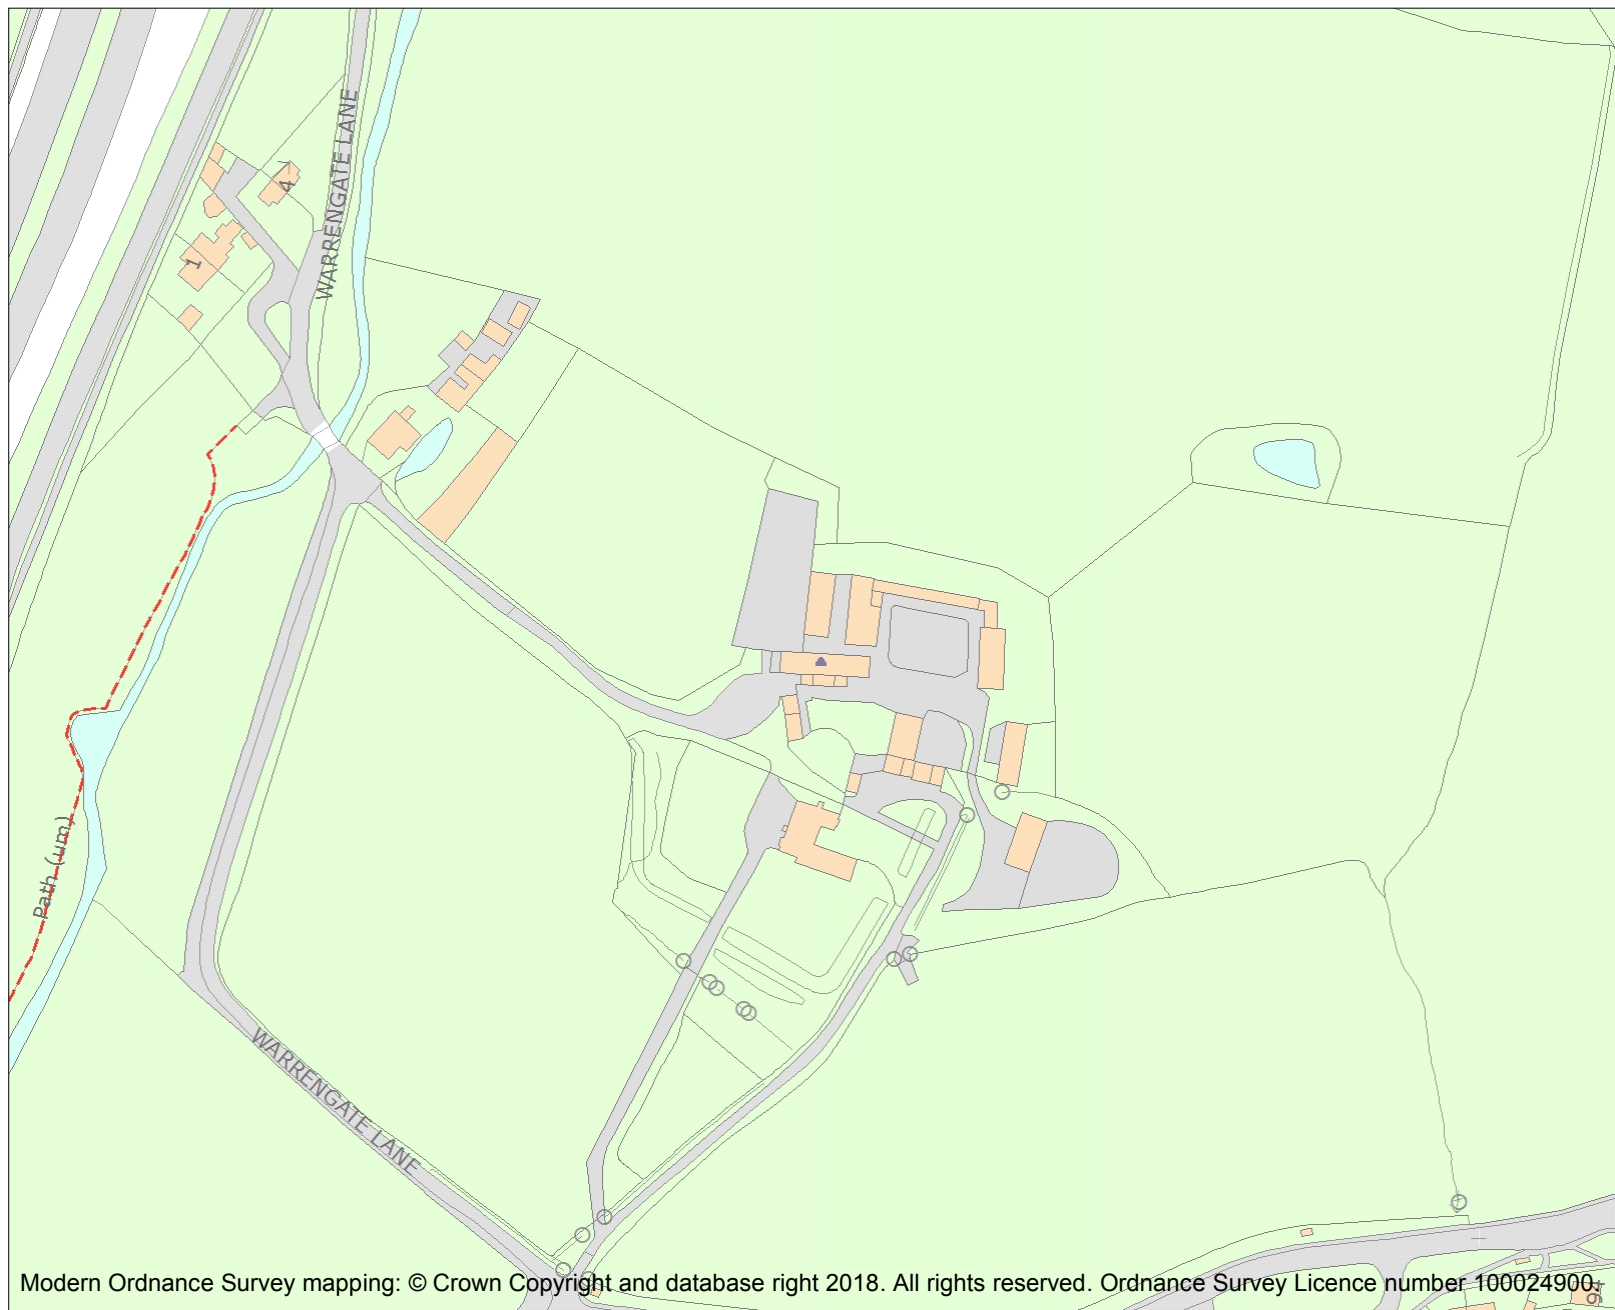 WARRENGATE LANE
4
1
Path (um)
WARRENGATE LANE
Modern Ordnance Survey mapping: © Crown Copyright and database right 2018. All rights reserved. Ordnance Survey Licence number 100024900.